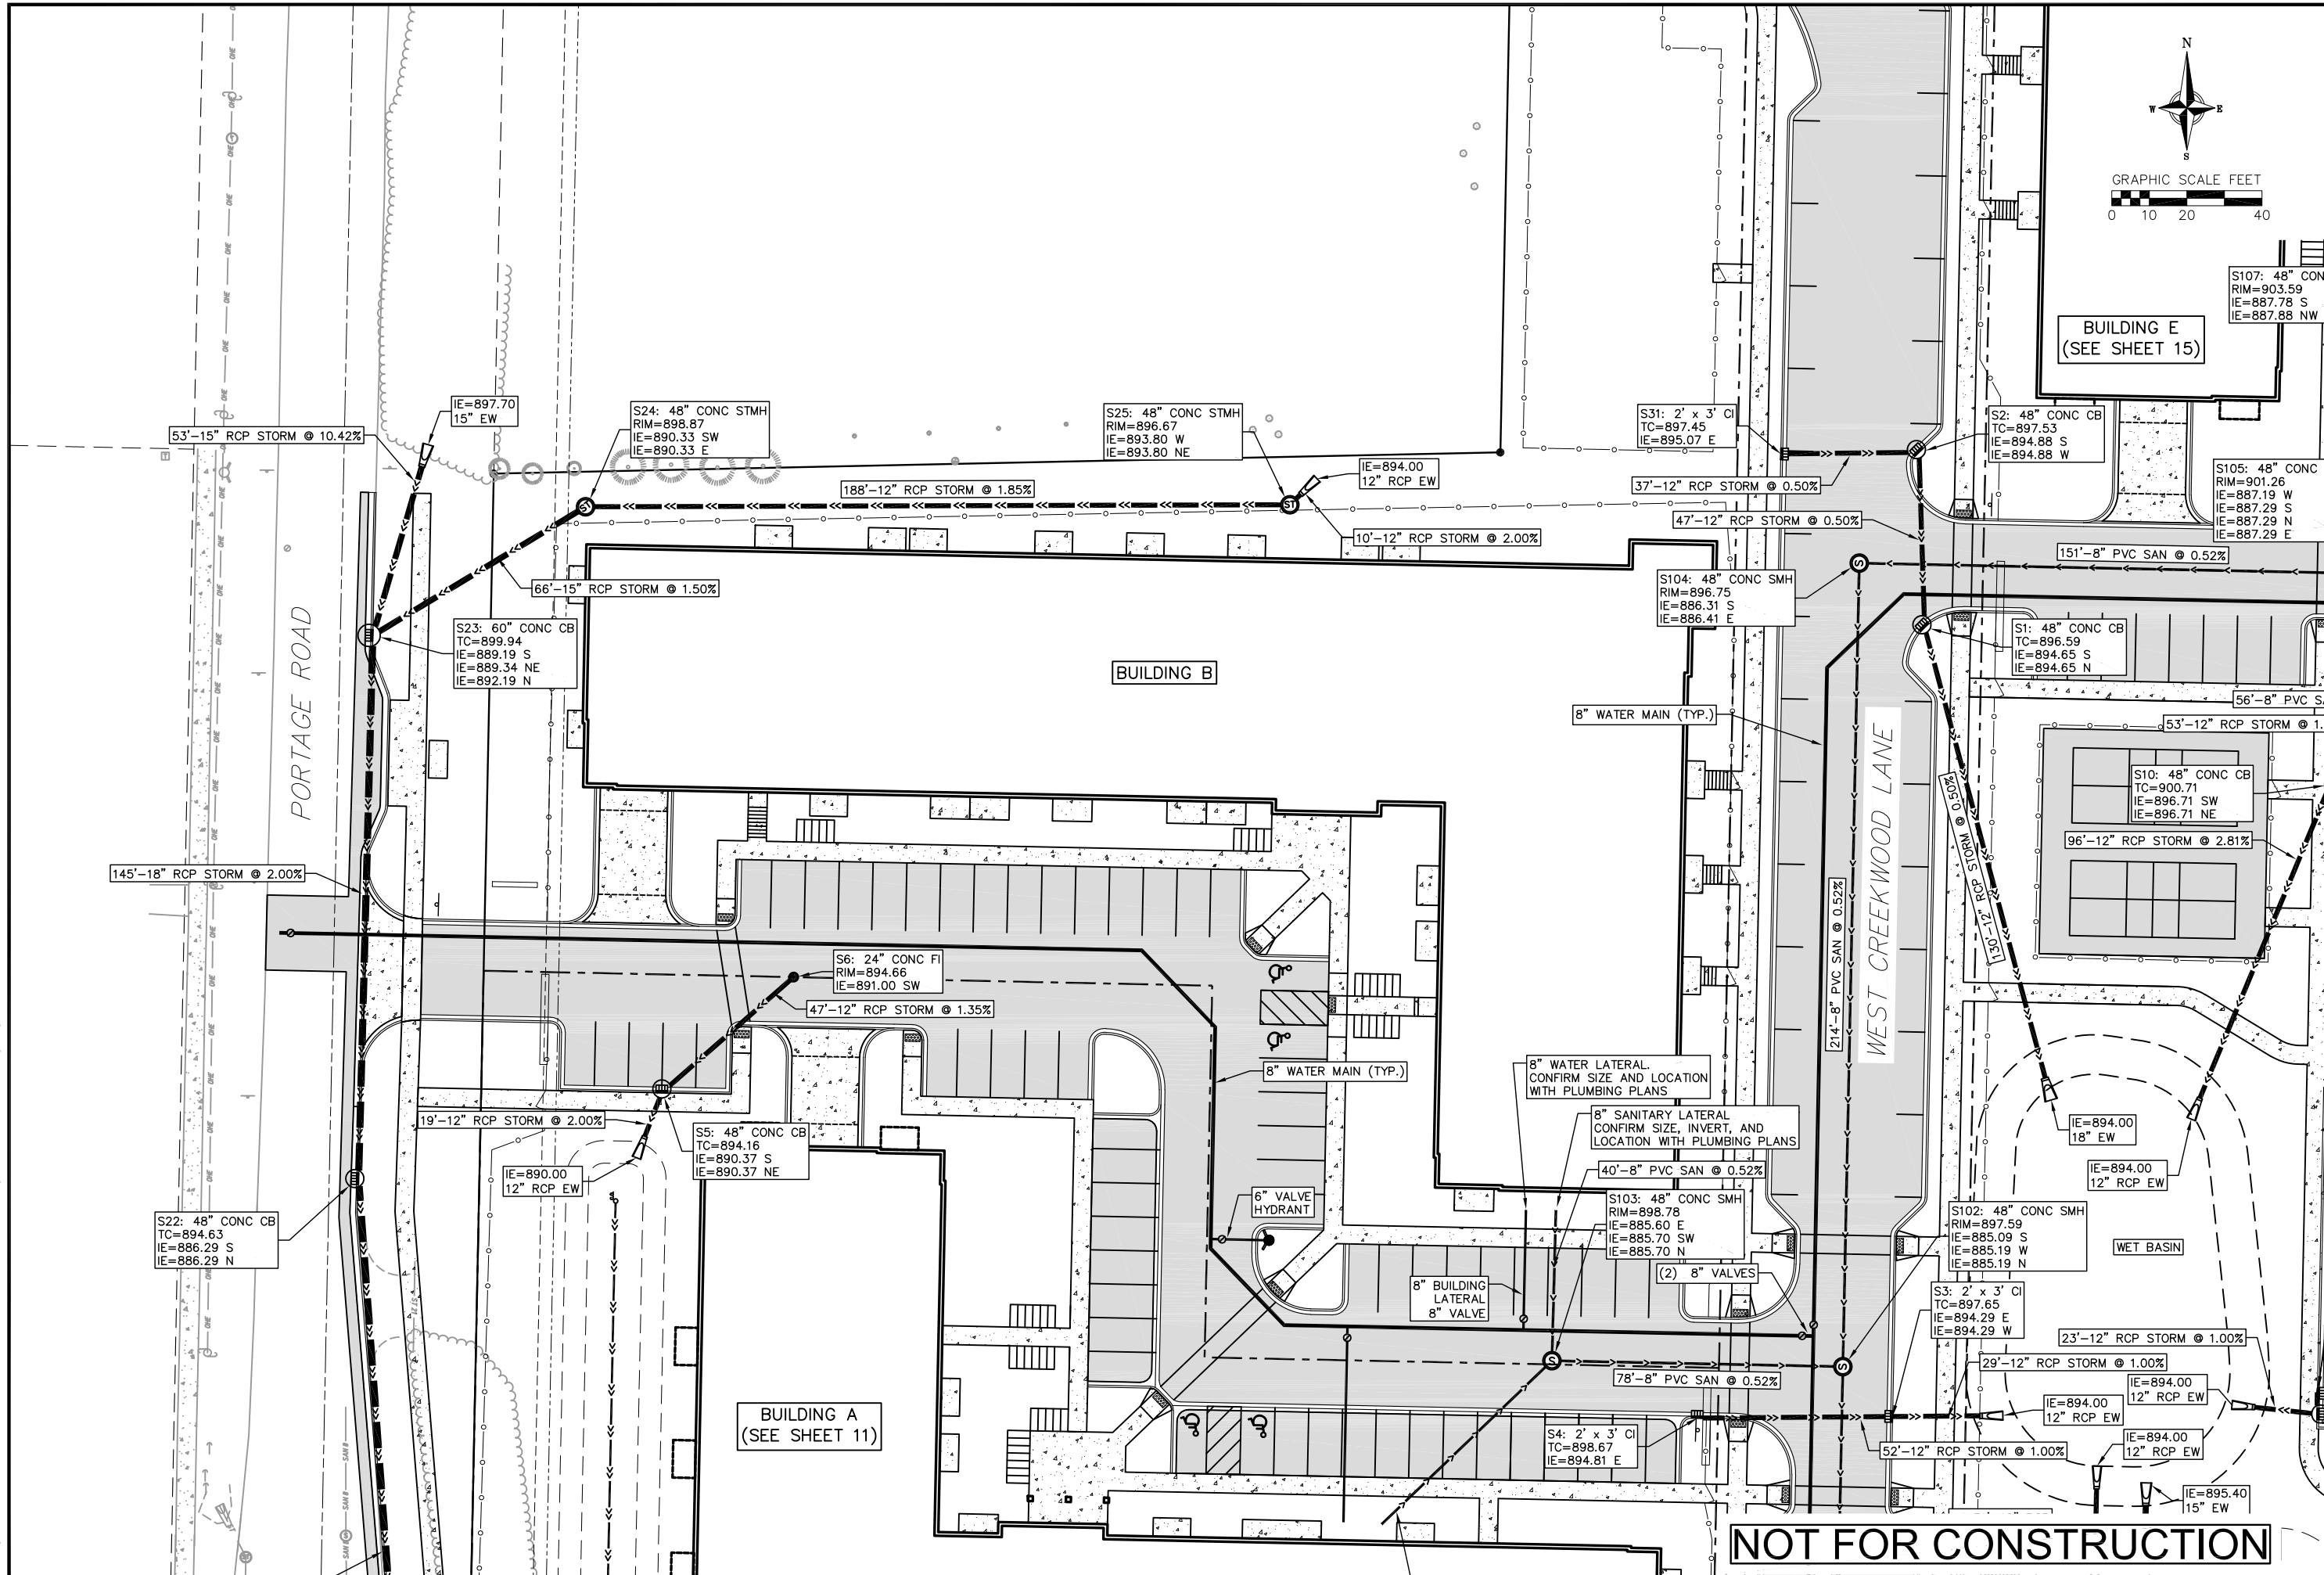 N
W
E
S
GRAPHIC SCALE FEET
0 10 20 40
S107: 48" CON
RIM=903.59
IE=887.78 S
IE=887.88 NW
BUILDING E
(SEE SHEET 15)
IE=897.70
15" EW
53'-15" RCP STORM @ 10.42%
S24: 48" CONC STMH
RIM=898.87
IE=890.33 SW
IE=890.33 E
S25: 48" CONC STMH
RIM=896.67
IE=893.80 W
IE=893.80 NE
S31: 2' x 3' CI
TC=897.45
IE=895.07 E
S2: 48" CONC CB
TC=897.53
IE=894.88 S
IE=894.88 W
IE=894.00
12" RCP EW
188'-12" RCP STORM @ 1.85%
ST
ST
37'-12" RCP STORM @ 0.50%
S105: 48" CONC
RIM=901.26
IE=887.19 W
IE=887.29 S
IE=887.29 N
IE=887.29 E
47'-12" RCP STORM @ 0.50%
10'-12" RCP STORM @ 2.00%
151'-8" PVC SAN @ 0.52%
66'-15" RCP STORM @ 1.50%
S104: 48" CONC SMH
RIM=896.75
IE=886.31 S
IE=886.41 E
S
S23: 60" CONC CB
TC=899.94
IE=889.19 S
IE=889.34 NE
IE=892.19 N
S1: 48" CONC CB
TC=896.59
IE=894.65 S
IE=894.65 N
PORTAGE ROAD
BUILDING B
56'-8" PVC SA
8" WATER MAIN (TYP.)
53'-12" RCP STORM @ 1.
WEST CREEKWOOD LANE
S10: 48" CONC CB
TC=900.71
IE=896.71 SW
IE=896.71 NE
130'-12" RCP STORM @ 0.50%
96'-12" RCP STORM @ 2.81%
145'-18" RCP STORM @ 2.00%
214'-8" PVC SAN @ 0.52%
S6: 24" CONC FI
RIM=894.66
IE=891.00 SW
47'-12" RCP STORM @ 1.35%
8" WATER MAIN (TYP.)
8" WATER LATERAL.
CONFIRM SIZE AND LOCATION
WITH PLUMBING PLANS
8" SANITARY LATERAL
CONFIRM SIZE, INVERT, AND
LOCATION WITH PLUMBING PLANS
19'-12" RCP STORM @ 2.00%
S5: 48" CONC CB
TC=894.16
IE=890.37 S
IE=890.37 NE
IE=894.00
18" EW
IE=890.00
12" RCP EW
40'-8" PVC SAN @ 0.52%
IE=894.00
12" RCP EW
6" VALVE
HYDRANT
S103: 48" CONC SMH
RIM=898.78
IE=885.60 E
IE=885.70 SW
IE=885.70 N
S102: 48" CONC SMH
RIM=897.59
IE=885.09 S
IE=885.19 W
IE=885.19 N
S22: 48" CONC CB
TC=894.63
IE=886.29 S
IE=886.29 N
WET BASIN
(2) 8" VALVES
8" BUILDING
LATERAL
8" VALVE
S3: 2' x 3' CI
TC=897.65
IE=894.29 E
IE=894.29 W
23'-12" RCP STORM @ 1.00%
29'-12" RCP STORM @ 1.00%
S
S
78'-8" PVC SAN @ 0.52%
IE=894.00
12" RCP EW
IE=894.00
12" RCP EW
BUILDING A
(SEE SHEET 11)
S4: 2' x 3' CI
TC=898.67
IE=894.81 E
IE=894.00
12" RCP EW
52'-12" RCP STORM @ 1.00%
IE=895.40
15" EW
NOT FOR CONSTRUCTION